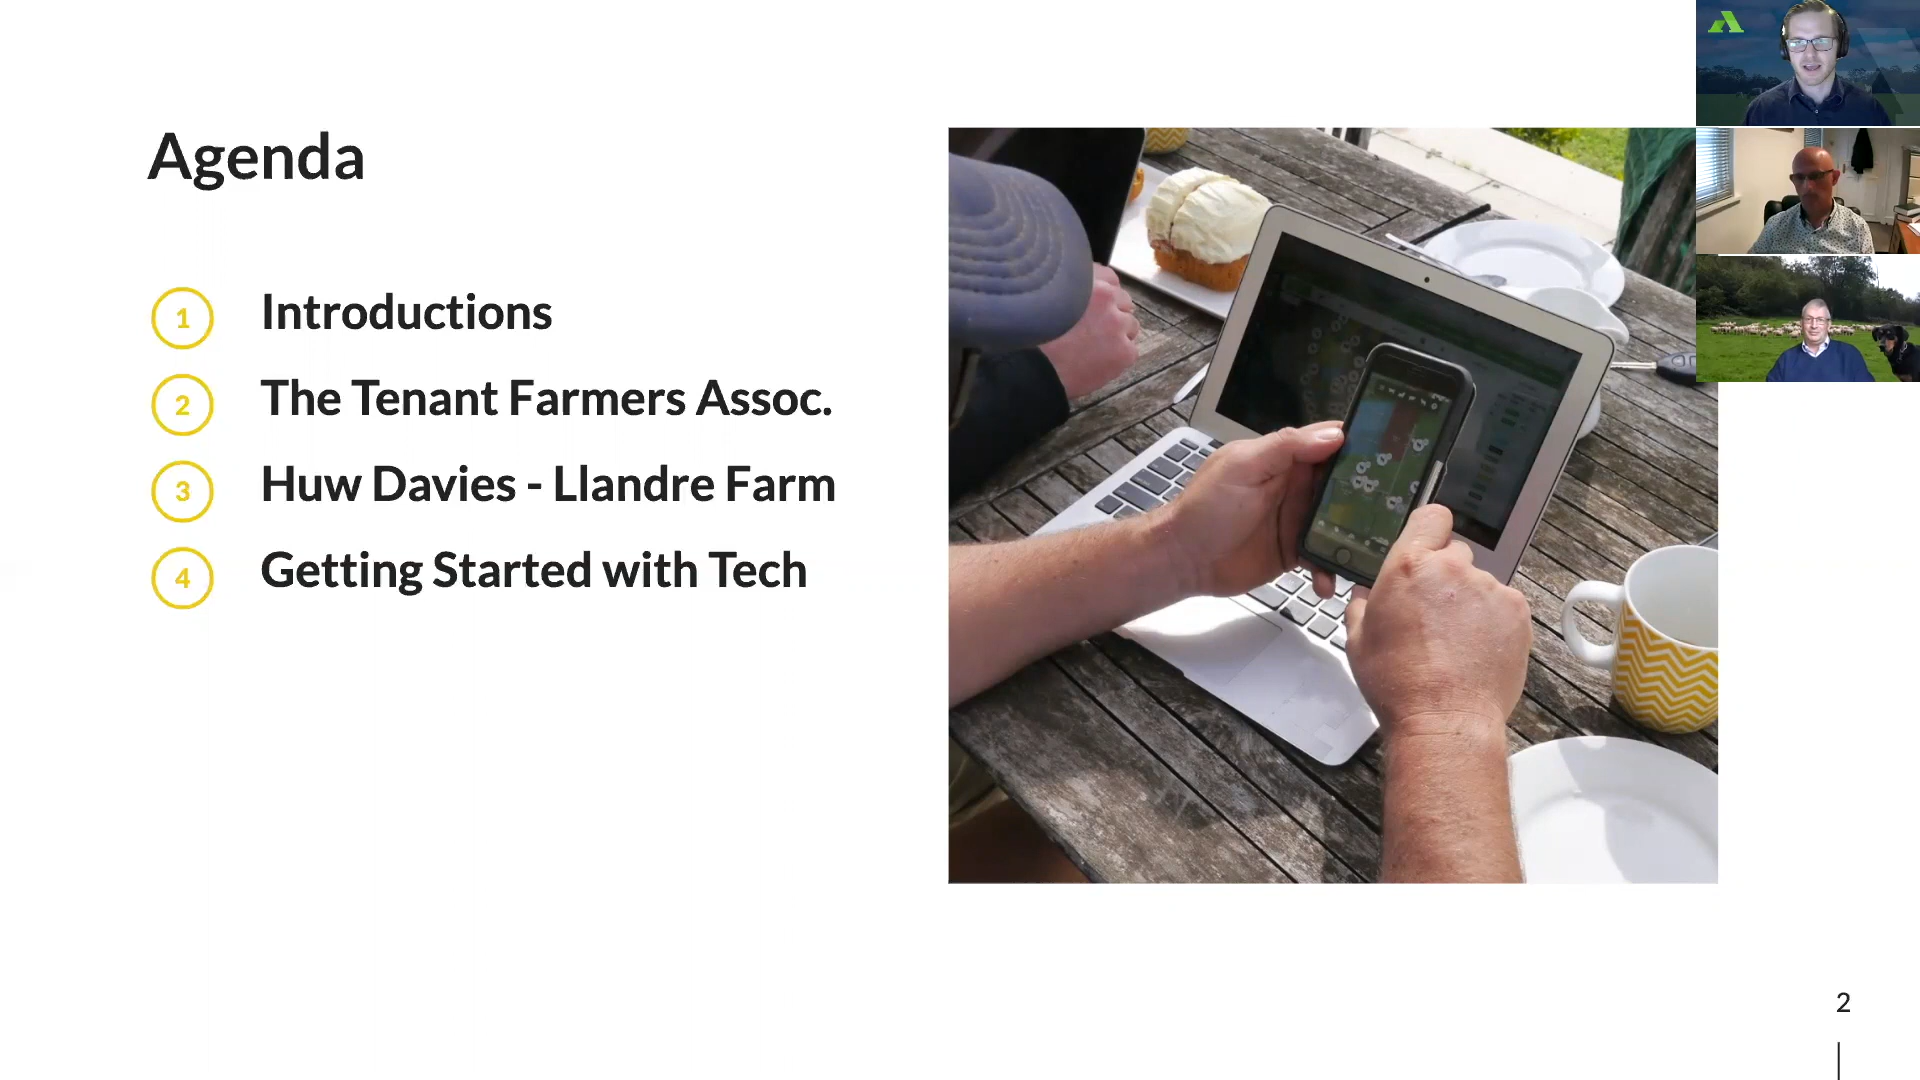 Agenda
1 Introductions
2 The Tenant Farmers Assoc.
3 Huw Davies - Llandre Farm
4 Getting Started with Tech
2